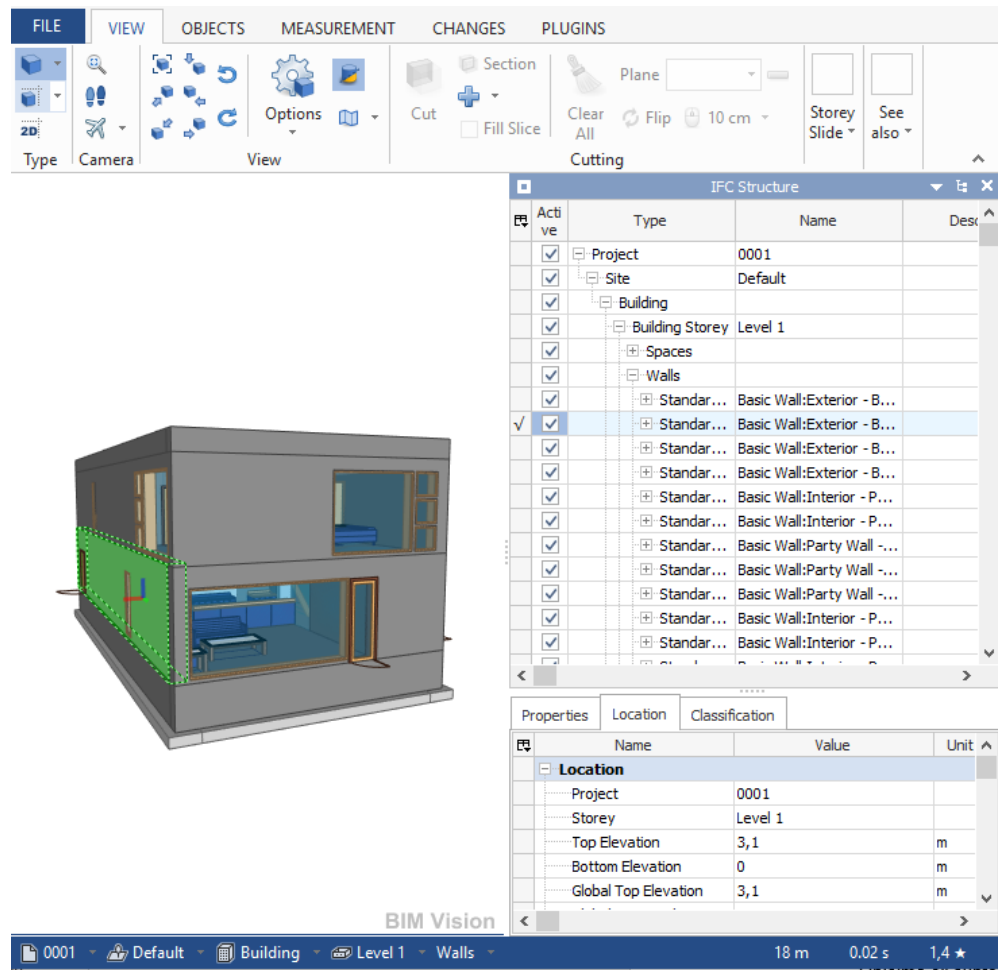 FILE VIEW OBJECTS MEASUREMENT CHANGES PLUGINS
2D
Options
Cut
Section
Fill Slice
Clear All
Plane
Flip 10 cm
Storey Slide
See also
Type Camera View Cutting
IFC Structure
Acti ve Type Name Desc
Project 0001
Site Default
Building
Building Storey Level 1
Spaces
Walls
Standar... Basic Wall:Exterior - B...
Standar... Basic Wall:Exterior - B...
Standar... Basic Wall:Exterior - B...
Standar... Basic Wall:Exterior - B...
Standar... Basic Wall:Interior - P...
Standar... Basic Wall:Interior - P...
Standar... Basic Wall:Party Wall -...
Standar... Basic Wall:Party Wall -...
Standar... Basic Wall:Party Wall -...
Standar... Basic Wall:Interior - P...
Standar... Basic Wall:Interior - P...
Properties Location Classification
Name Value Unit
Location
Project 0001
Storey Level 1
Top Elevation 3,1 m
Bottom Elevation 0 m
Global Top Elevation 3,1 m
BIM Vision
0001 Default Building Level 1 Walls 18 m 0.02 s 1,4 ★